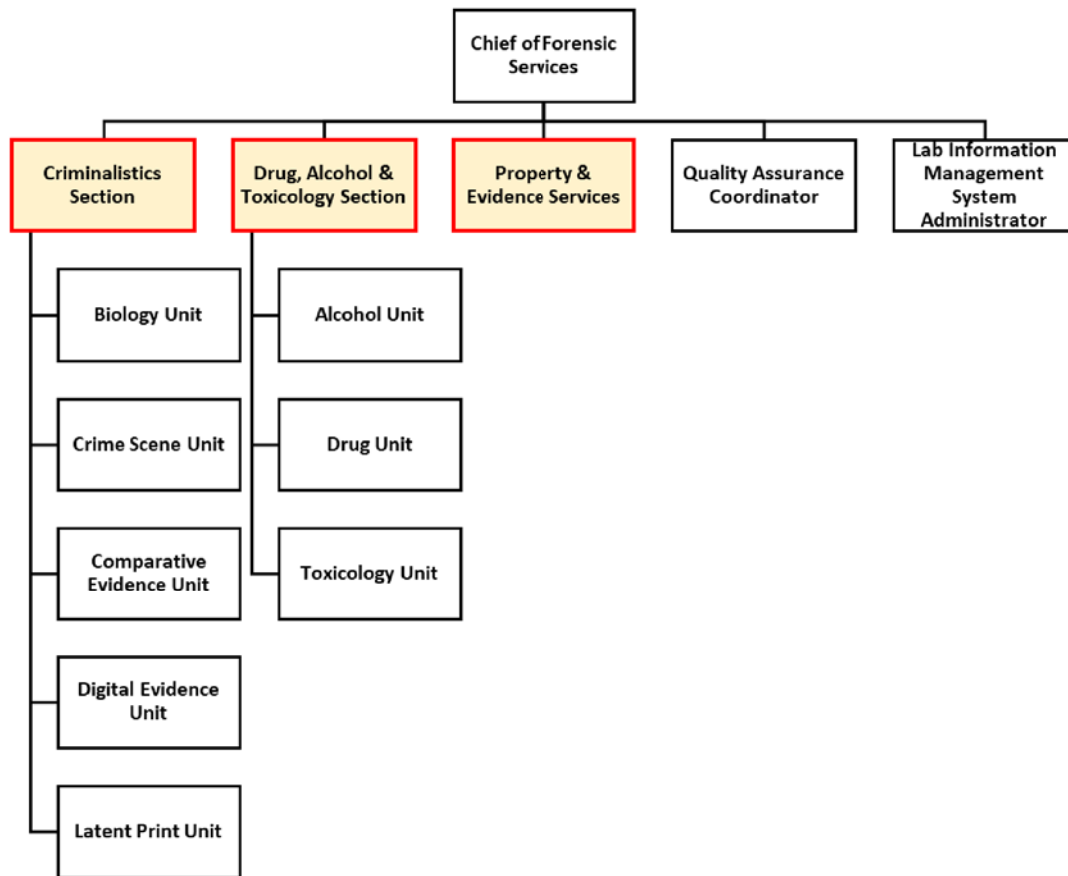 Chief of Forensic
Services
Criminalistics
Section
Drug, Alcohol &
Toxicology Section
Property &
Evidence Services
Quality Assurance
Coordinator
Lab Information
Management
System
Administrator
Biology Unit
Alcohol Unit
Crime Scene Unit
Drug Unit
Comparative
Evidence Unit
Toxicology Unit
Digital Evidence
Unit
Latent Print Unit